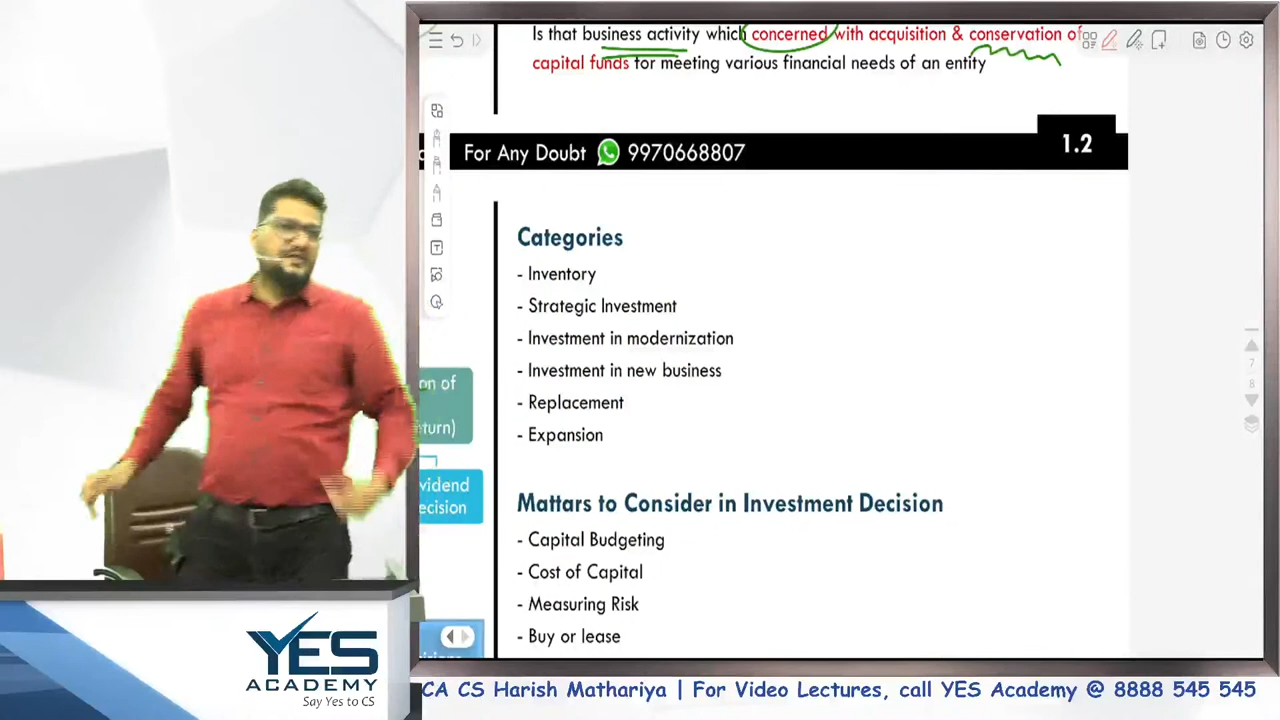 Is that business activity which concerned with acquisition & conservation of
capital funds for meeting various financial needs of an entity
For Any Doubt 9970668807
1.2
Categories
- Inventory
- Strategic Investment
- Investment in modernization
- Investment in new business
- Replacement
- Expansion
on of
turn)
vidend
ecision
Mattars to Consider in Investment Decision
- Capital Budgeting
- Cost of Capital
- Measuring Risk
- Buy or lease
7
8
YES
ACADEMY
Say Yes to CS
CA CS Harish Mathariya | For Video Lectures, call YES Academy @ 8888 545 545